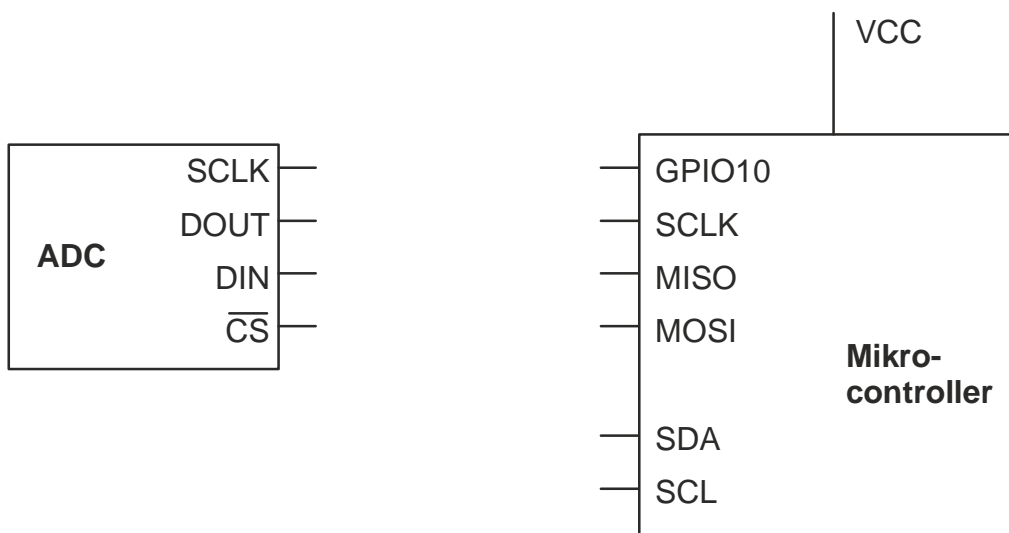 VCC
SCLK
DOUT
ADC
DIN
CS
GPIO10
SCLK
MISO
MOSI
Mikro-
controller
SDA
SCL